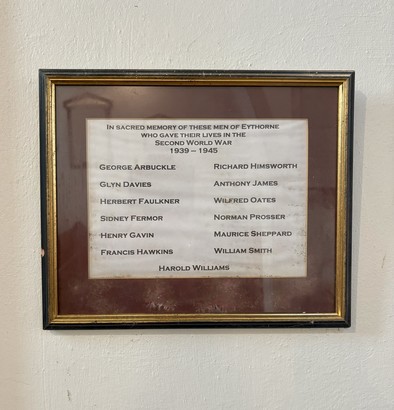 In sacred memory of these men of Eythorne
who gave their lives in the
Second World War
1939 – 1945
George Arbuckle Richard Himsworth
Glyn Davies Anthony James
Herbert Faulkner Wilfred Oates
Sidney Fermor Norman Prosser
Henry Gavin Maurice Sheppard
Francis Hawkins William Smith
Harold Williams